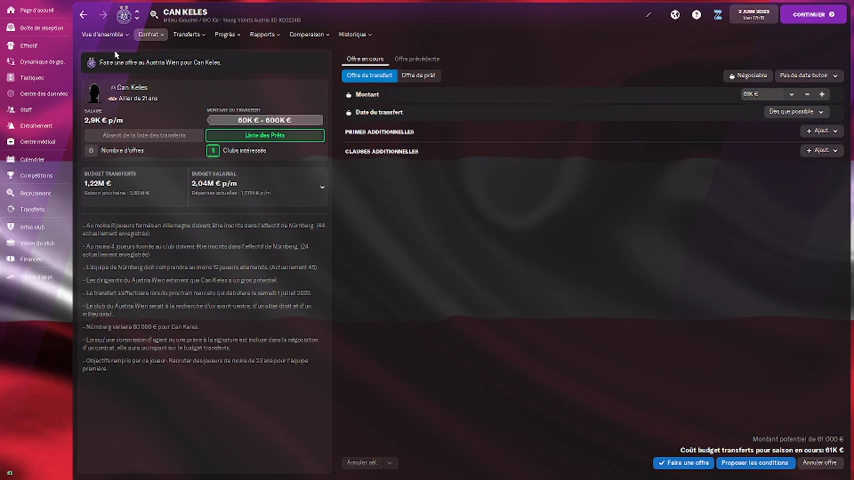 Page d'accueil
CAN KELES
2 JUIN 2023
CONTINUER
Boîte de réception
Vue d'ensemble
Contrat
Transferts
Progrès
Rapports
Comparaison
Historique
Effectif
Dynamique de grp.
Tactiques
Centre des données
Staff
Entraînement
Centre médical
Calendrier
Compétitions
Recrutement
Transferts
Infos club
Vision du club
Finances
Faire une offre au Austria Wien pour Can Keles.
Can Keles
Ailier de 21 ans
SALAIRE
MONTANT DU TRANSFERT
2,9K € p/m
60K € - 600K €
Absent de la liste des transferts
Liste des Prêts
0 Nombre d'offres
1 Clubs intéressés
BUDGET TRANSFERTS
BUDGET SALARIAL
1,22M €
2,04M € p/m
- Au moins 8 joueurs formés en Allemagne doivent être inscrits dans l'effectif de Nürnberg. (44
actuellement enregistrés)
- Au moins 4 joueurs formés au club doivent être inscrits dans l'effectif de Nürnberg. (24
actuellement enregistrés)
- L'équipe de Nürnberg doit comprendre au moins 12 joueurs allemands. (Actuellement 45)
- Les dirigeants du Austria Wien estiment que Can Keles a un gros potentiel.
- Le transfert s'effectuera lors du prochain mercato qui débutera le samedi 1 juillet 2023.
- Le club du Austria Wien serait à la recherche d'un avant-centre, d'un ailier droit et d'un
milieu axial.
- Nürnberg versera 60 000 € pour Can Keles.
- Lorsqu'une commission d'agent ou une prime à la signature est incluse dans la négociation
d'un contrat, elle aura un impact sur le budget transferts.
- Objectifs remplis par ce joueur: Recruter des joueurs de moins de 23 ans pour l'équipe
première.
Offre en cours
Offre précédente
Offre de transfert
Offre de prêt
Négociable
Pas de date butoir
Montant
61K €
Date du transfert
Dès que possible
PRIMES ADDITIONNELLES
+ Ajout.
CLAUSES ADDITIONNELLES
+ Ajout.
Montant potentiel de 61 000 €
Coût budget transferts pour saison en cours: 61K €
Annuler sél.
Faire une offre
Proposer les conditions
Annuler offre